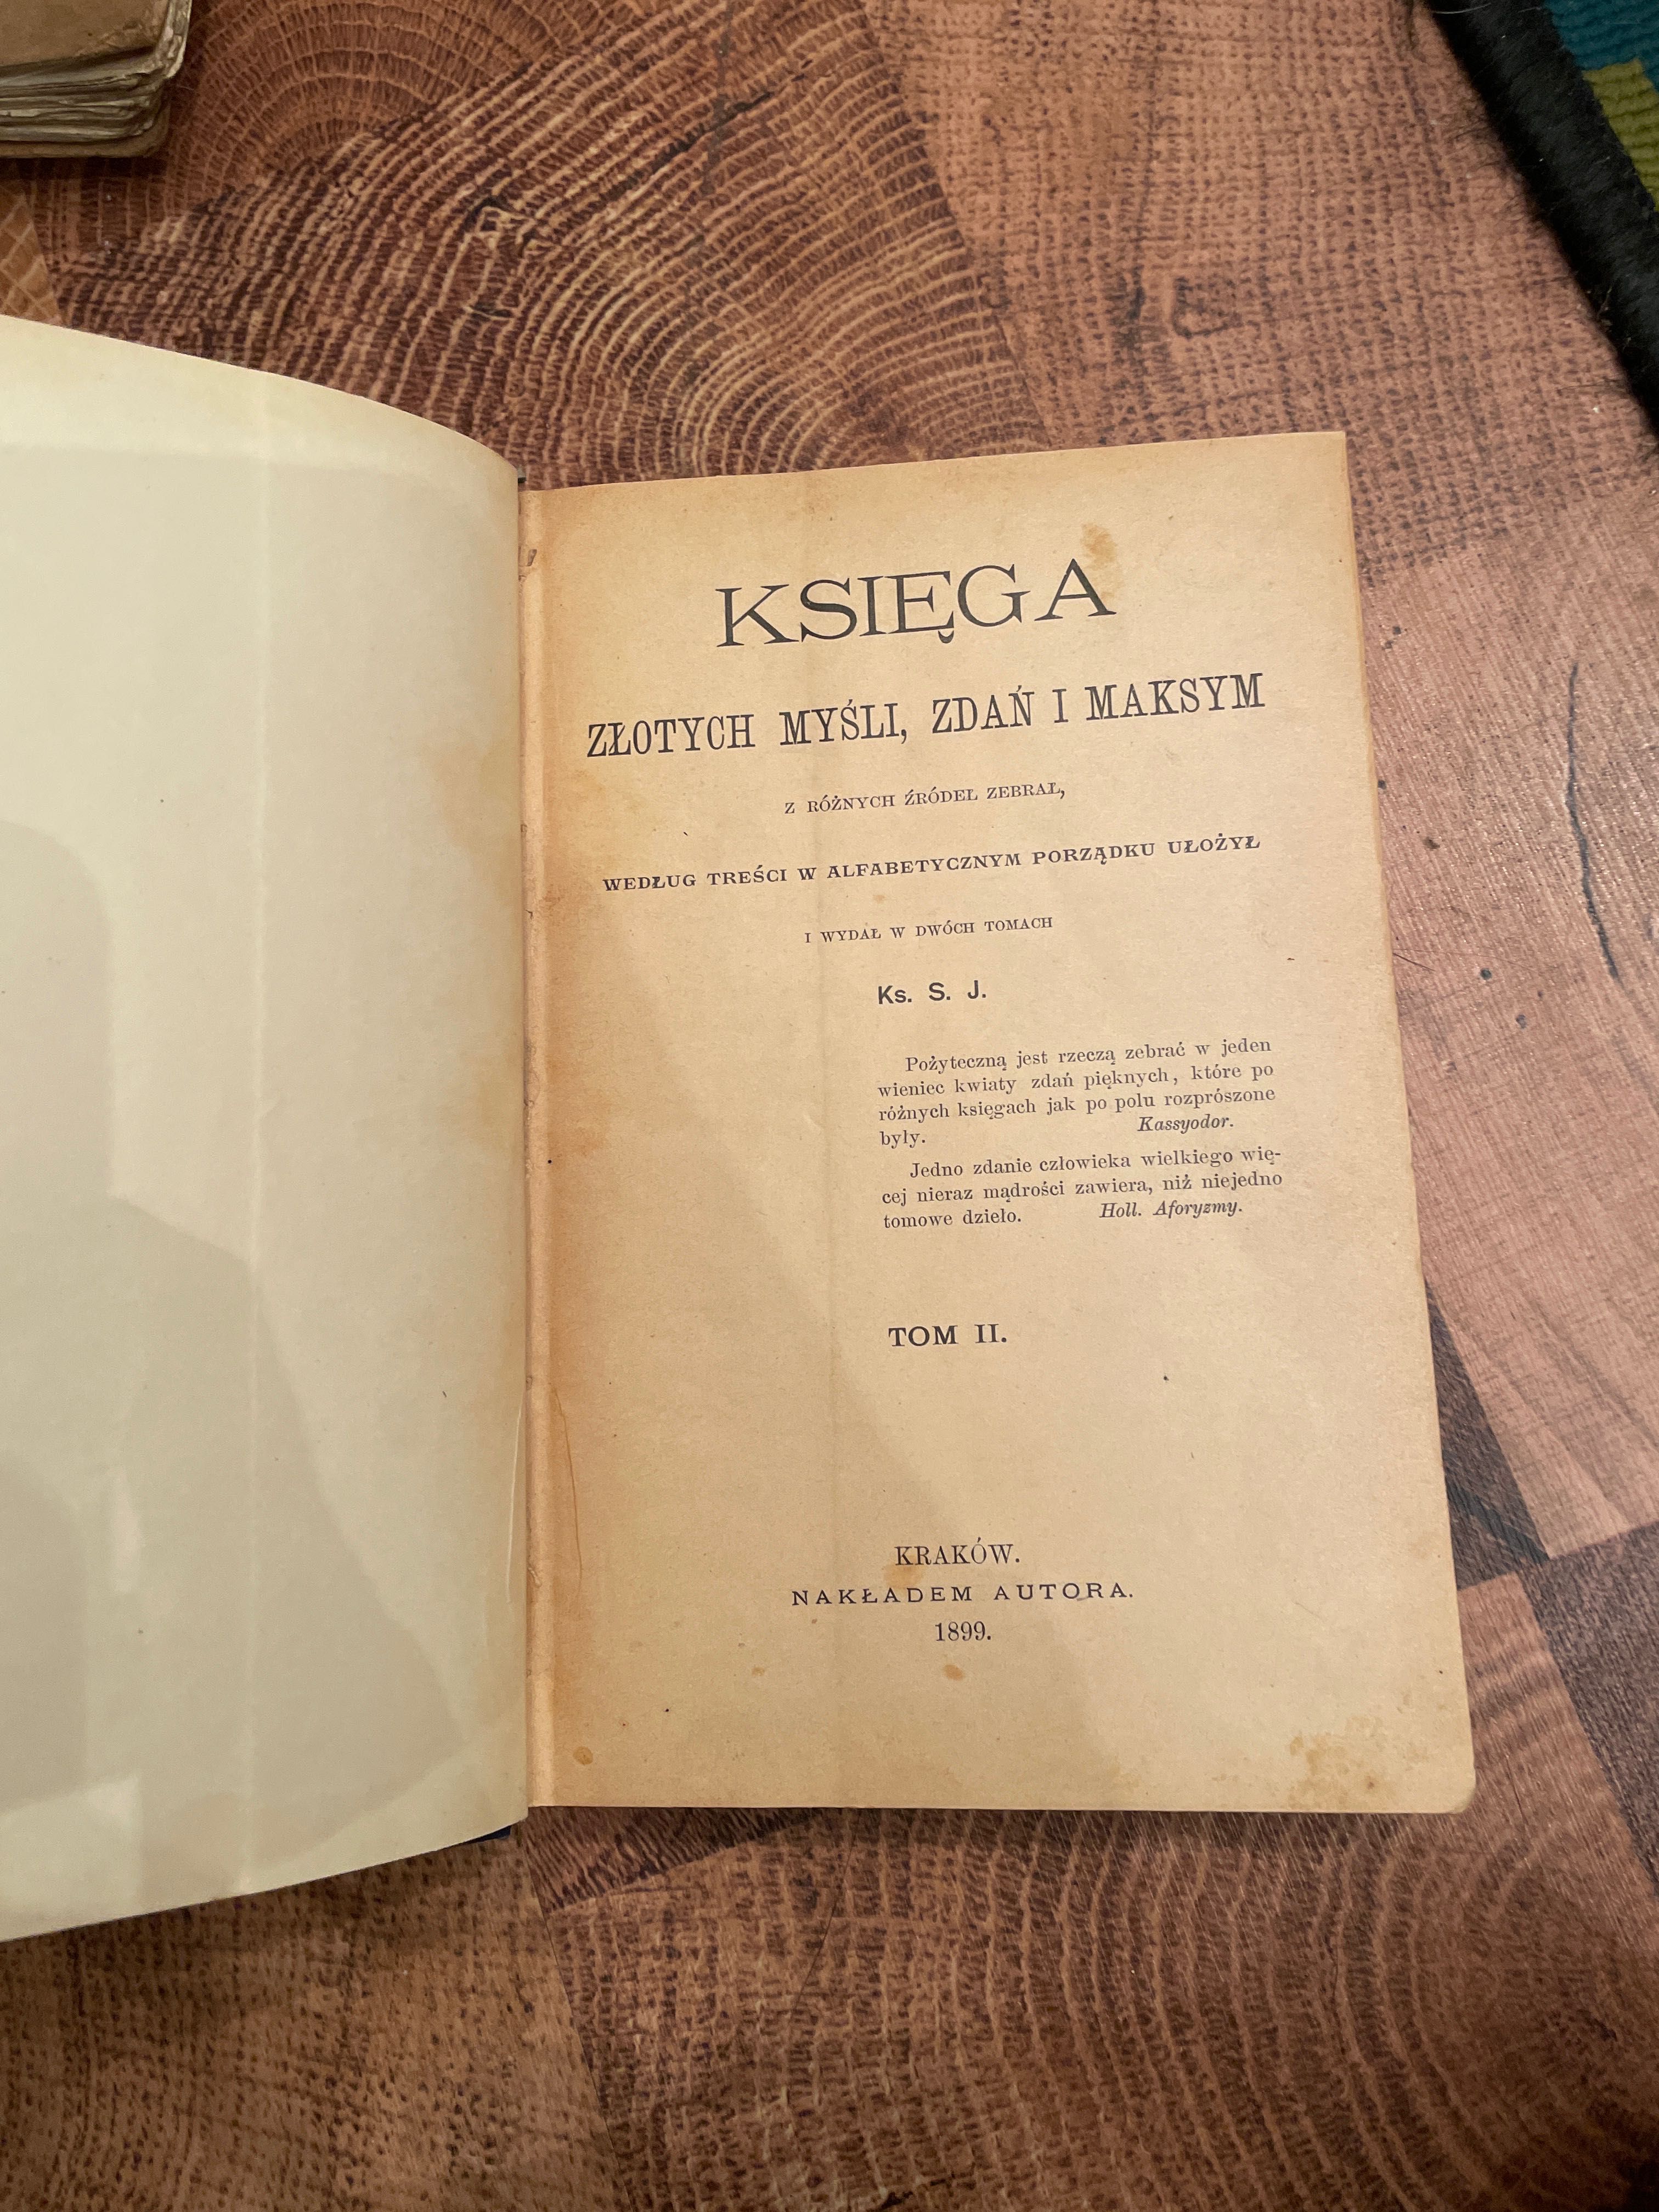 KSIĘGA
ZŁOTYCH MYŚLI, ZDAŃ I MAKSYM
Z RÓŻNYCH ŹRÓDEŁ ZEBRAŁ,
WEDŁUG TREŚCI W ALFABETYCZNYM PORZĄDKU UŁOŻYŁ
I WYDAŁ W DWÓCH TOMACH
Ks. S. J.
Pożyteczną jest rzeczą zebrać w jeden
wieniec kwiaty zdań pięknych, które po
różnych księgach jak po polu rozprószone
były. Kassyodor.
Jedno zdanie człowieka wielkiego wię-
cej nieraz mądrości zawiera, niż niejedno
tomowe dzieło. Holl. Aforyzmy.
TOM II.
KRAKÓW.
NAKŁADEM AUTORA.
1899.